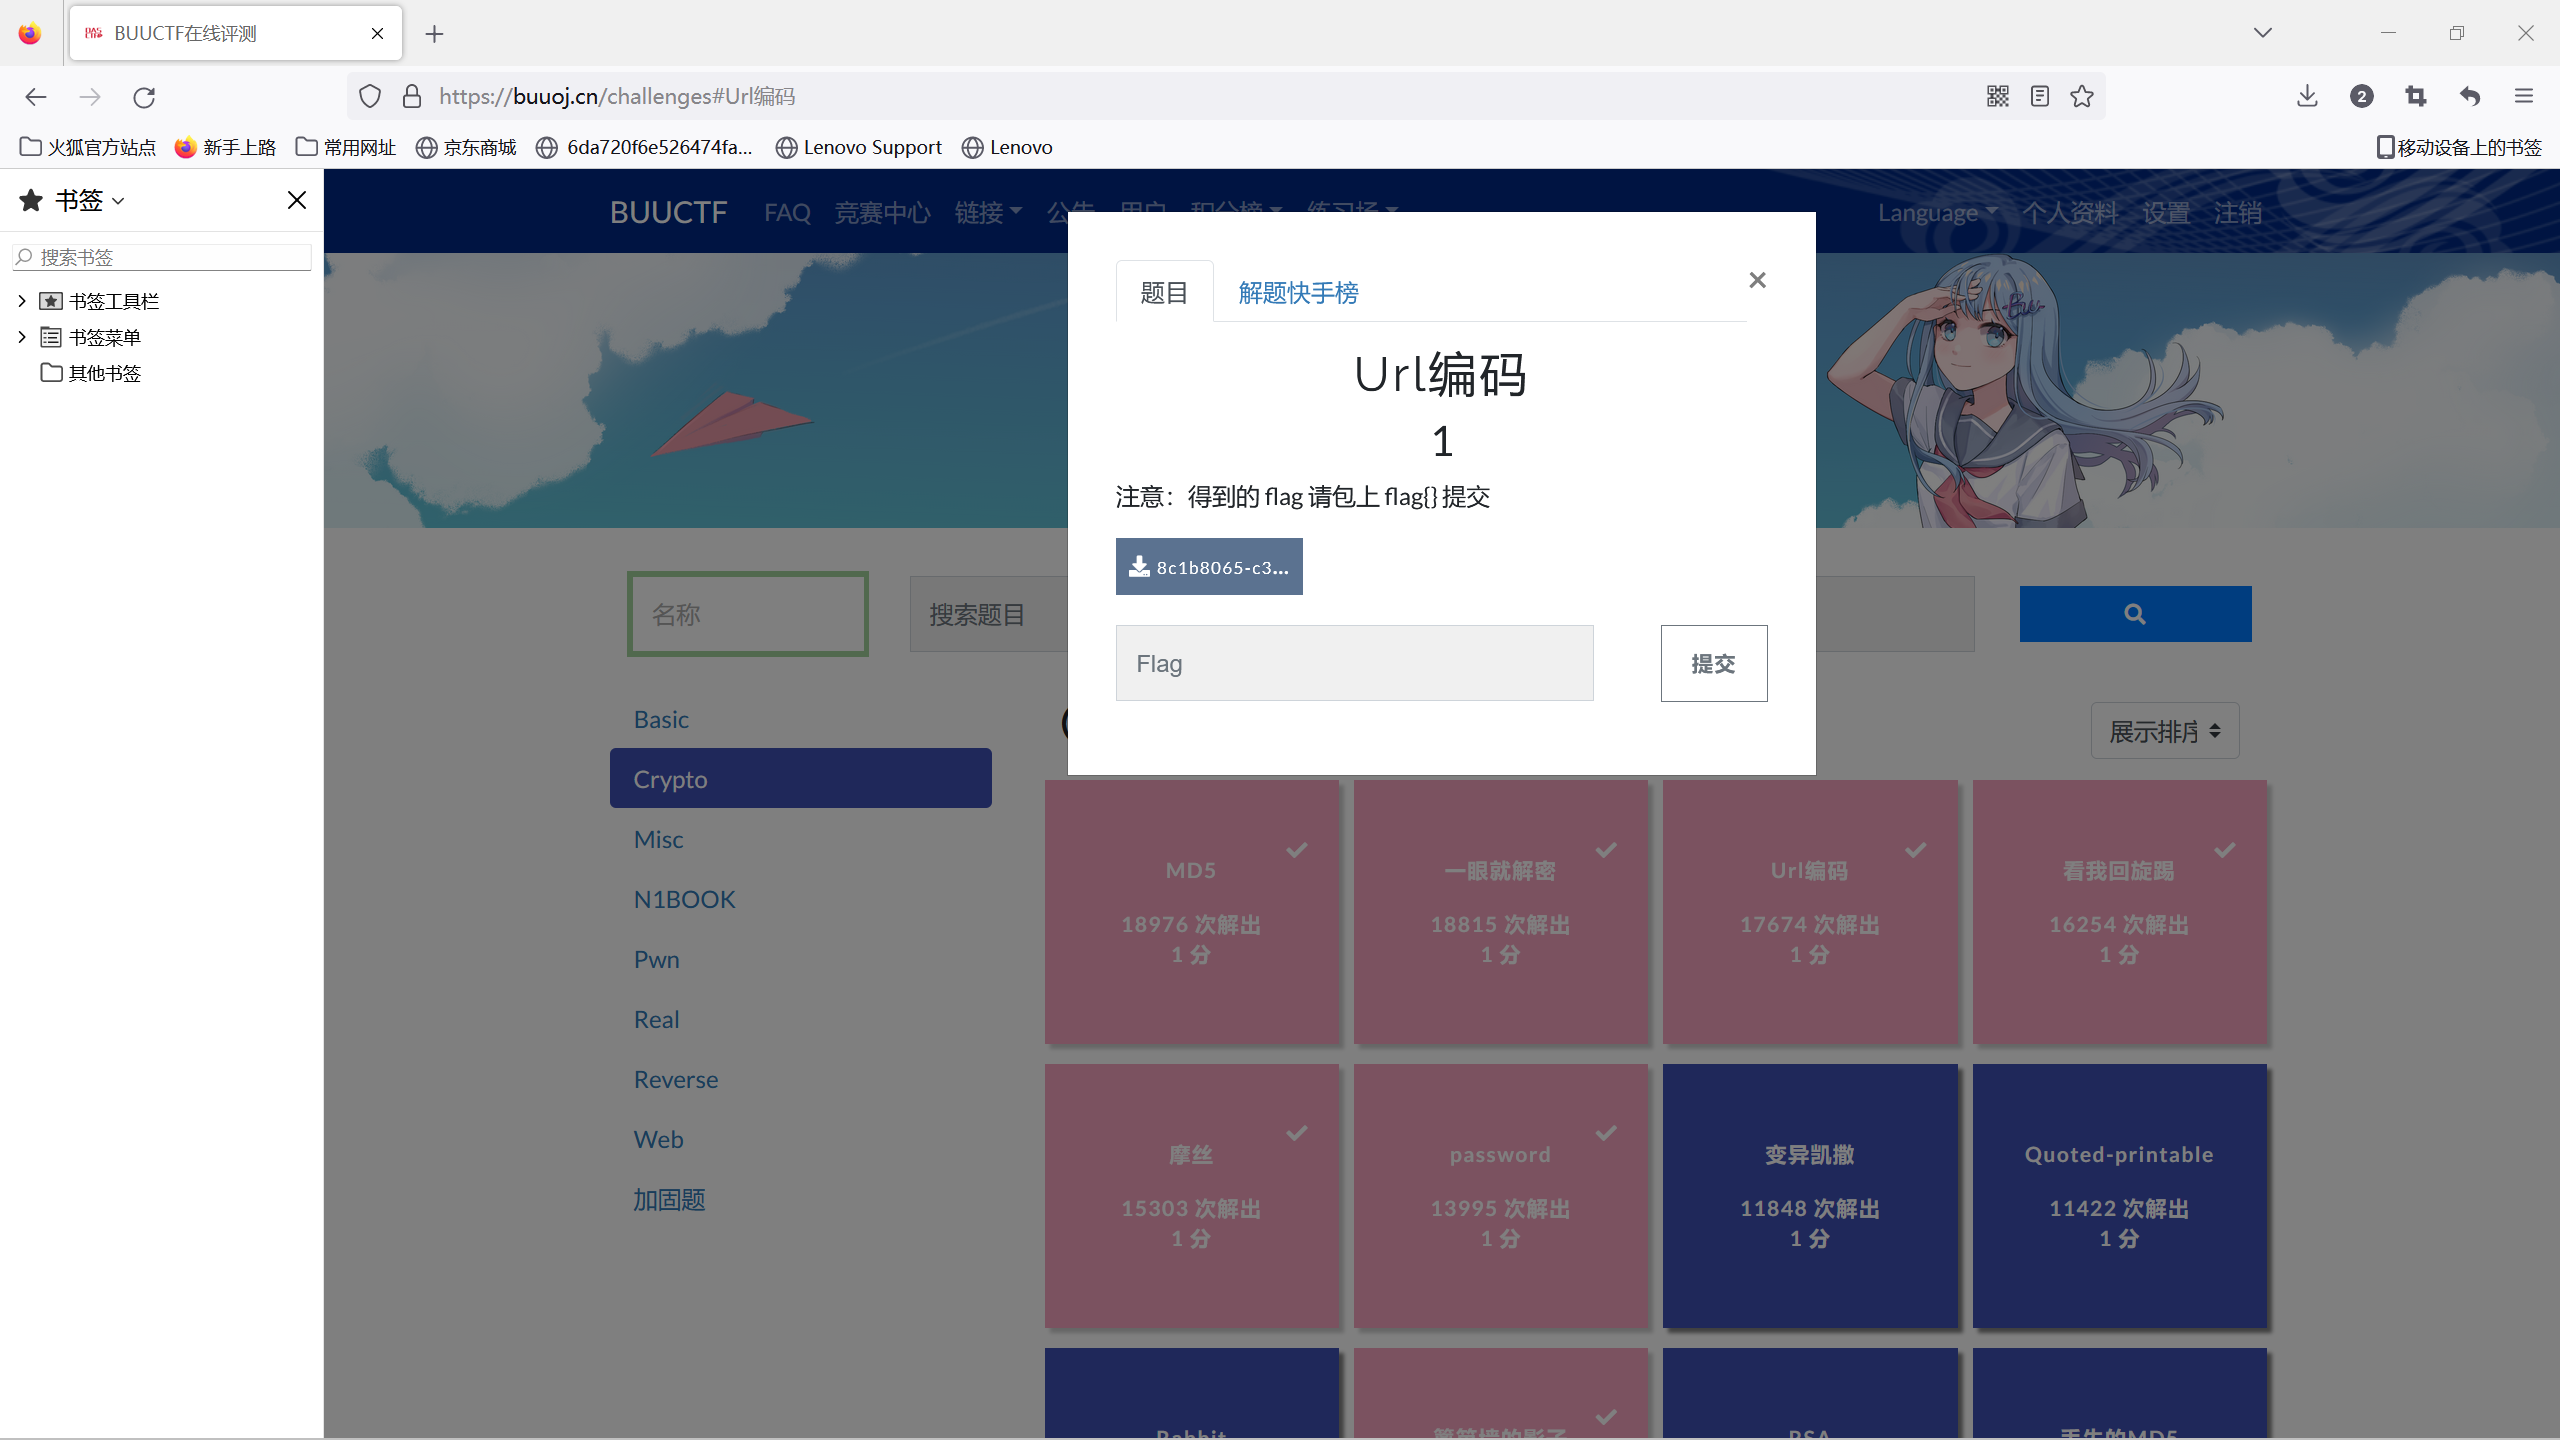 BUUCTF在线评测
https://buuoj.cn/challenges#Url编码
2
火狐官方站点 新手上路 常用网址 京东商城 6da720f6e526474fa... Lenovo Support Lenovo 移动设备上的书签
书签
搜索书签
书签工具栏
书签菜单
其他书签
BUUCTF FAQ 竞赛中心 链接 公告 用户 积分榜 练习场 Language 个人资料 设置 注销
题目 解题快手榜
Url编码
1
注意：得到的 flag 请包上 flag{} 提交
8c1b8065-c3...
Flag 提交
名称 搜索题目
展示排序
Basic
Crypto
Misc
N1BOOK
Pwn
Real
Reverse
Web
加固题
MD5
18976 次解出
1 分
一眼就解密
18815 次解出
1 分
Url编码
17674 次解出
1 分
看我回旋踢
16254 次解出
1 分
摩丝
15303 次解出
1 分
password
13995 次解出
1 分
变异凯撒
11848 次解出
1 分
Quoted-printable
11422 次解出
1 分
Rabbit
篱笆墙的影子
RSA
丢失的MD5